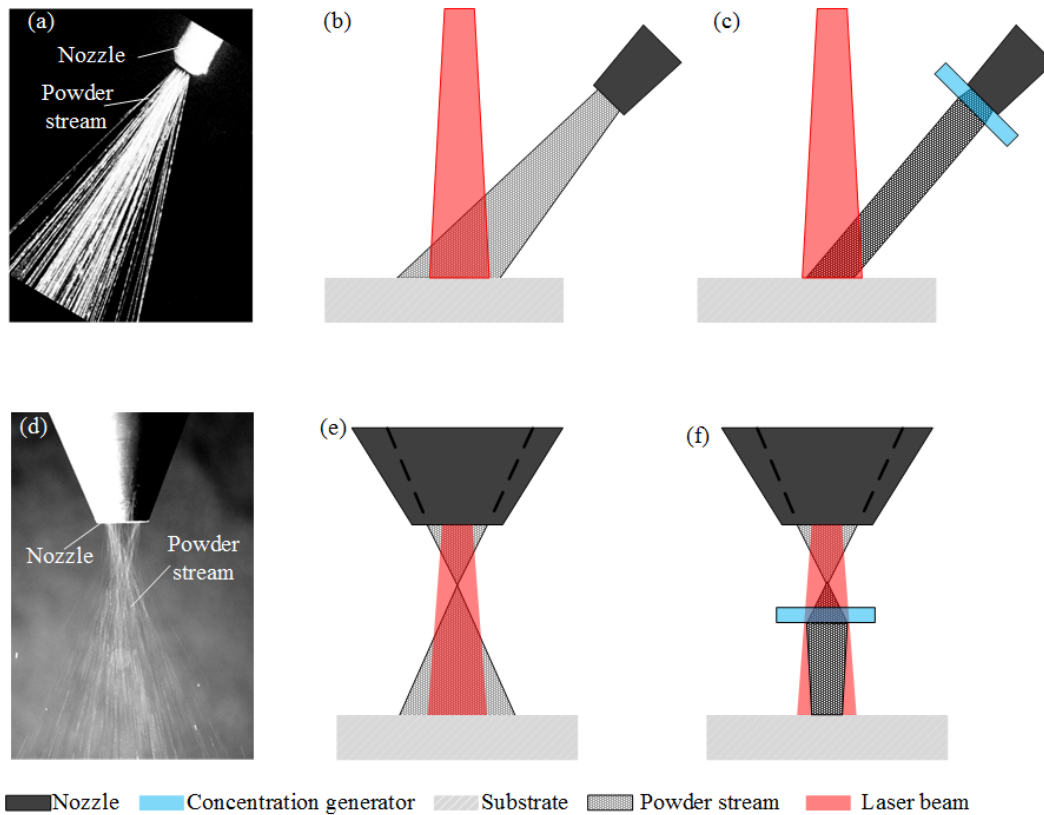 (a)
Nozzle
Powder
stream
(b)
(c)
(d)
Nozzle
Powder
stream
(e)
(f)
Nozzle
Concentration generator
Substrate
Powder stream
Laser beam